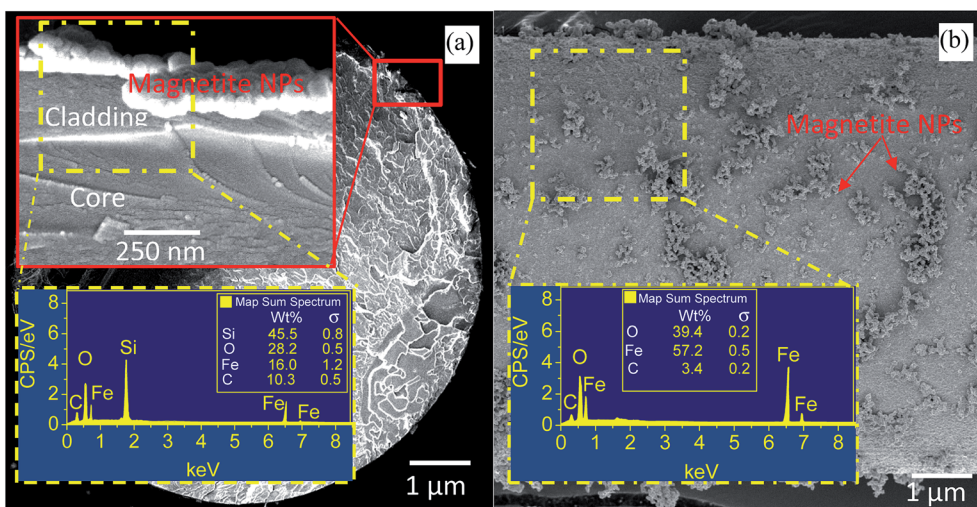 (a)
Magnetite NPs
Cladding
Core
250 nm
CPS/eV
8
6
4
2
0
O
Si
C
Fe
Fe
Fe
Map Sum Spectrum
Wt% σ
Si 45.5 0.8
O 28.2 0.5
Fe 16.0 1.2
C 10.3 0.5
0 1 2 3 4 5 6 7 8
keV
1 µm
(b)
Magnetite NPs
CPS/eV
8
6
4
2
0
O
Fe
C
Fe
Fe
Map Sum Spectrum
Wt% σ
O 39.4 0.2
Fe 57.2 0.5
C 3.4 0.2
0 1 2 3 4 5 6 7 8
keV
1 µm